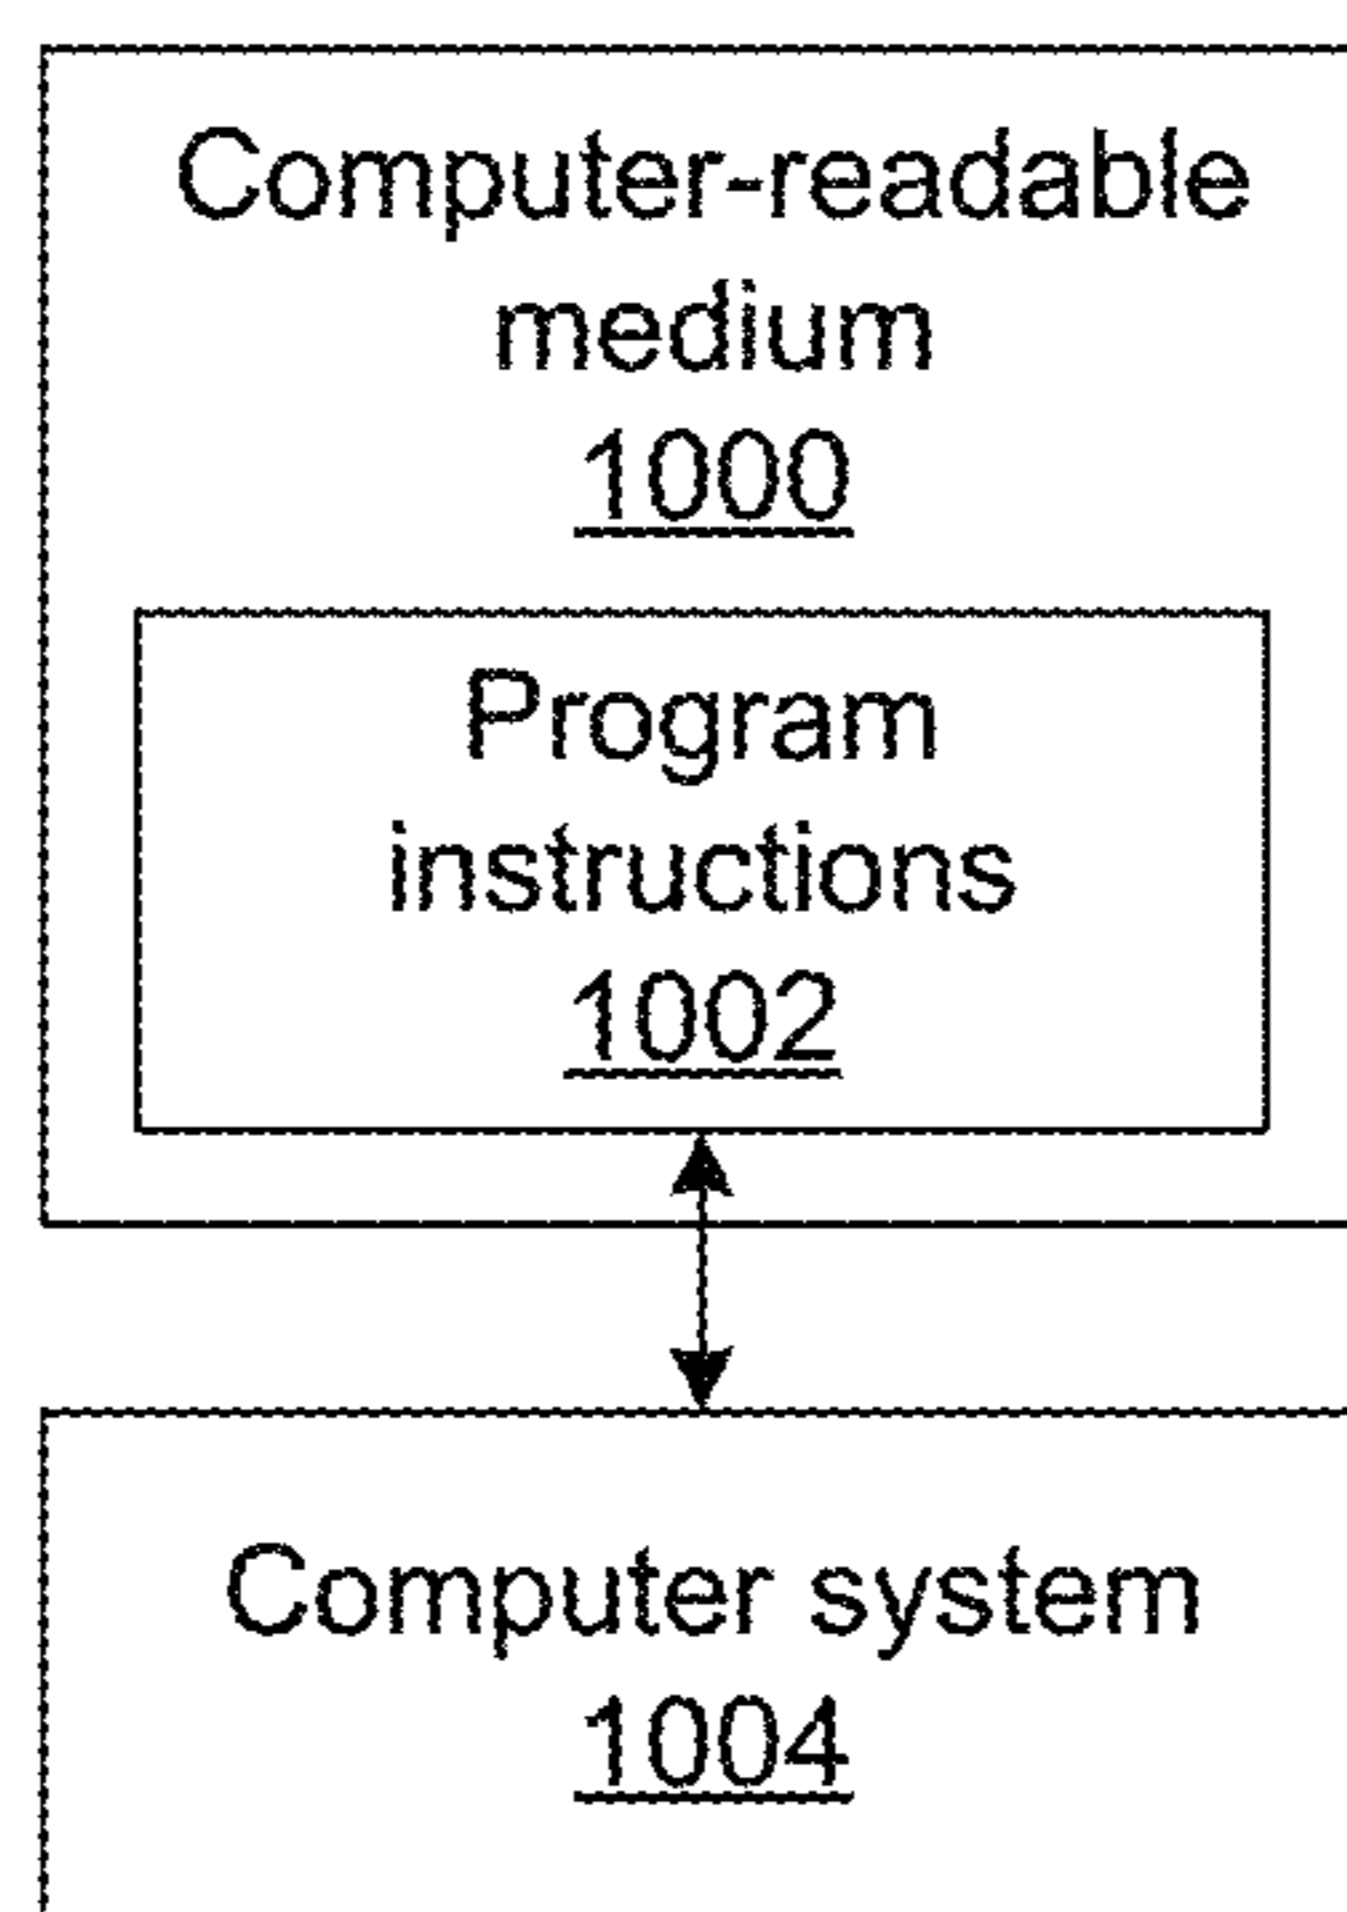 Computer-readable
medium
1000
Program
instructions
1002
Computer system
1004